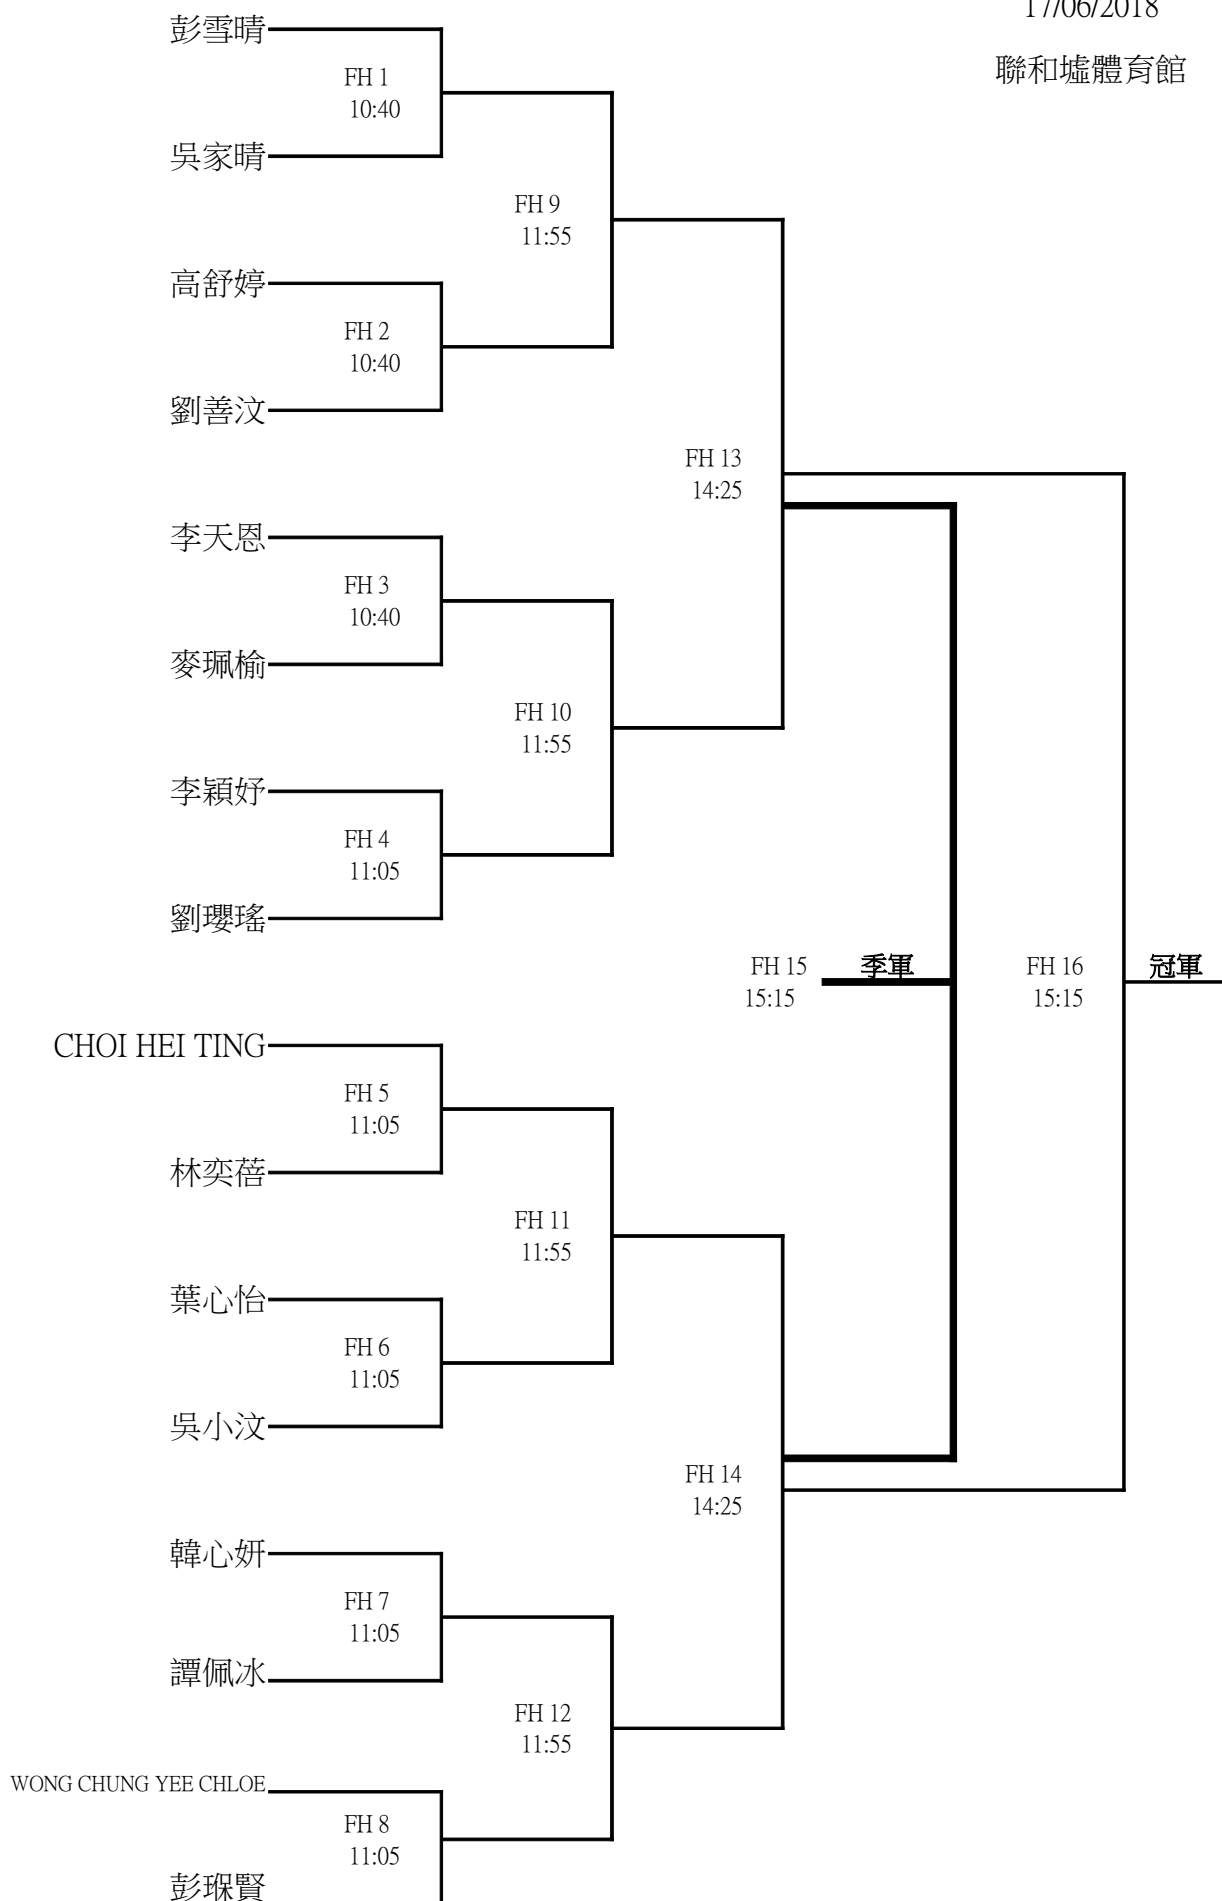 17/06/2018
聯和墟體育館
彭雪晴
FH 1
10:40
吳家晴
FH 9
11:55
高舒婷
FH 2
10:40
劉善汶
FH 13
14:25
李天恩
FH 3
10:40
麥珮榆
FH 10
11:55
李穎妤
FH 4
11:05
劉瓔瑤
FH 15
季軍
15:15
FH 16
冠軍
15:15
CHOI HEI TING
FH 5
11:05
林奕蓓
FH 11
11:55
葉心怡
FH 6
11:05
吳小汶
FH 14
14:25
韓心妍
FH 7
11:05
譚佩冰
FH 12
11:55
WONG CHUNG YEE CHLOE
FH 8
11:05
彭琛賢